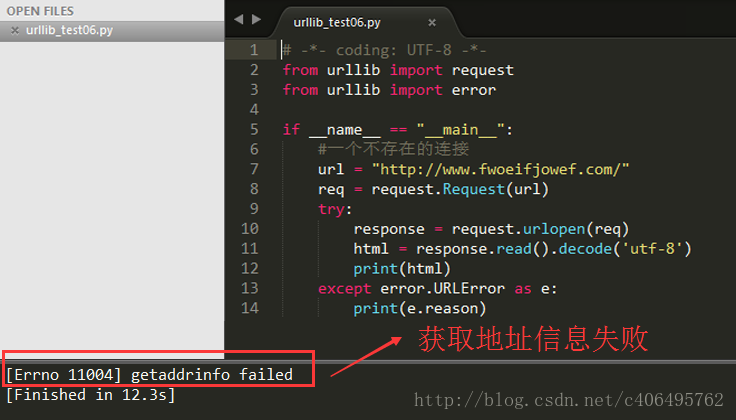 OPEN FILES
× urllib_test06.py
urllib_test06.py ×
1 # -*- coding: UTF-8 -*-
2 from urllib import request
3 from urllib import error
4
5 if __name__ == "__main__":
6 #一个不存在的连接
7 url = "http://www.fwoeifjowef.com/"
8 req = request.Request(url)
9 try:
10 response = request.urlopen(req)
11 html = response.read().decode('utf-8')
12 print(html)
13 except error.URLError as e:
14 print(e.reason)
获取地址信息失败
[Errno 11004] getaddrinfo failed
[Finished in 12.3s]
http://blog.csdn.net/c406495762